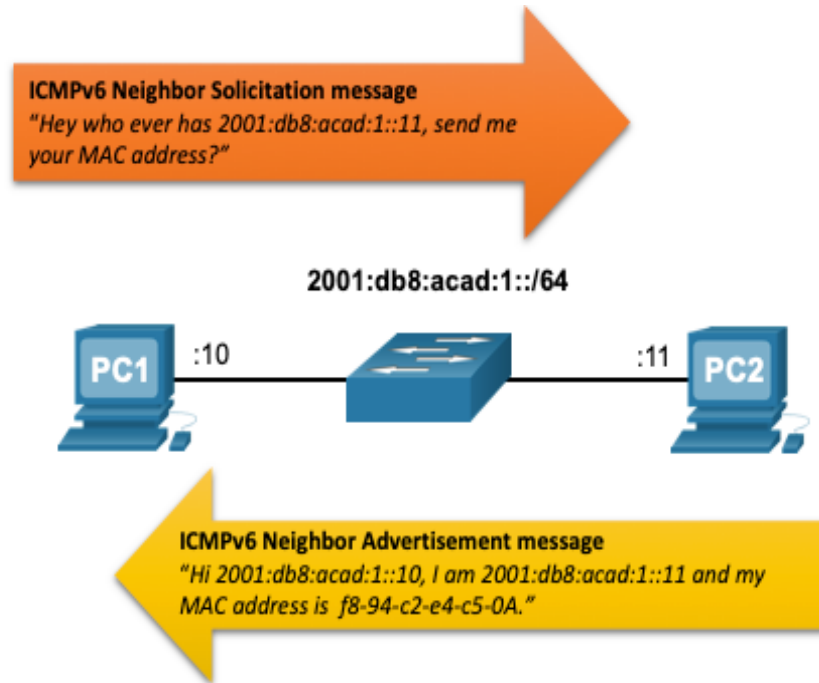 ICMPv6 Neighbor Solicitation message
“Hey who ever has 2001:db8:acad:1::11, send me
your MAC address?”
2001:db8:acad:1::/64
PC1
:10
:11
PC2
ICMPv6 Neighbor Advertisement message
“Hi 2001:db8:acad:1::10, I am 2001:db8:acad:1::11 and my
MAC address is f8-94-c2-e4-c5-0A.”